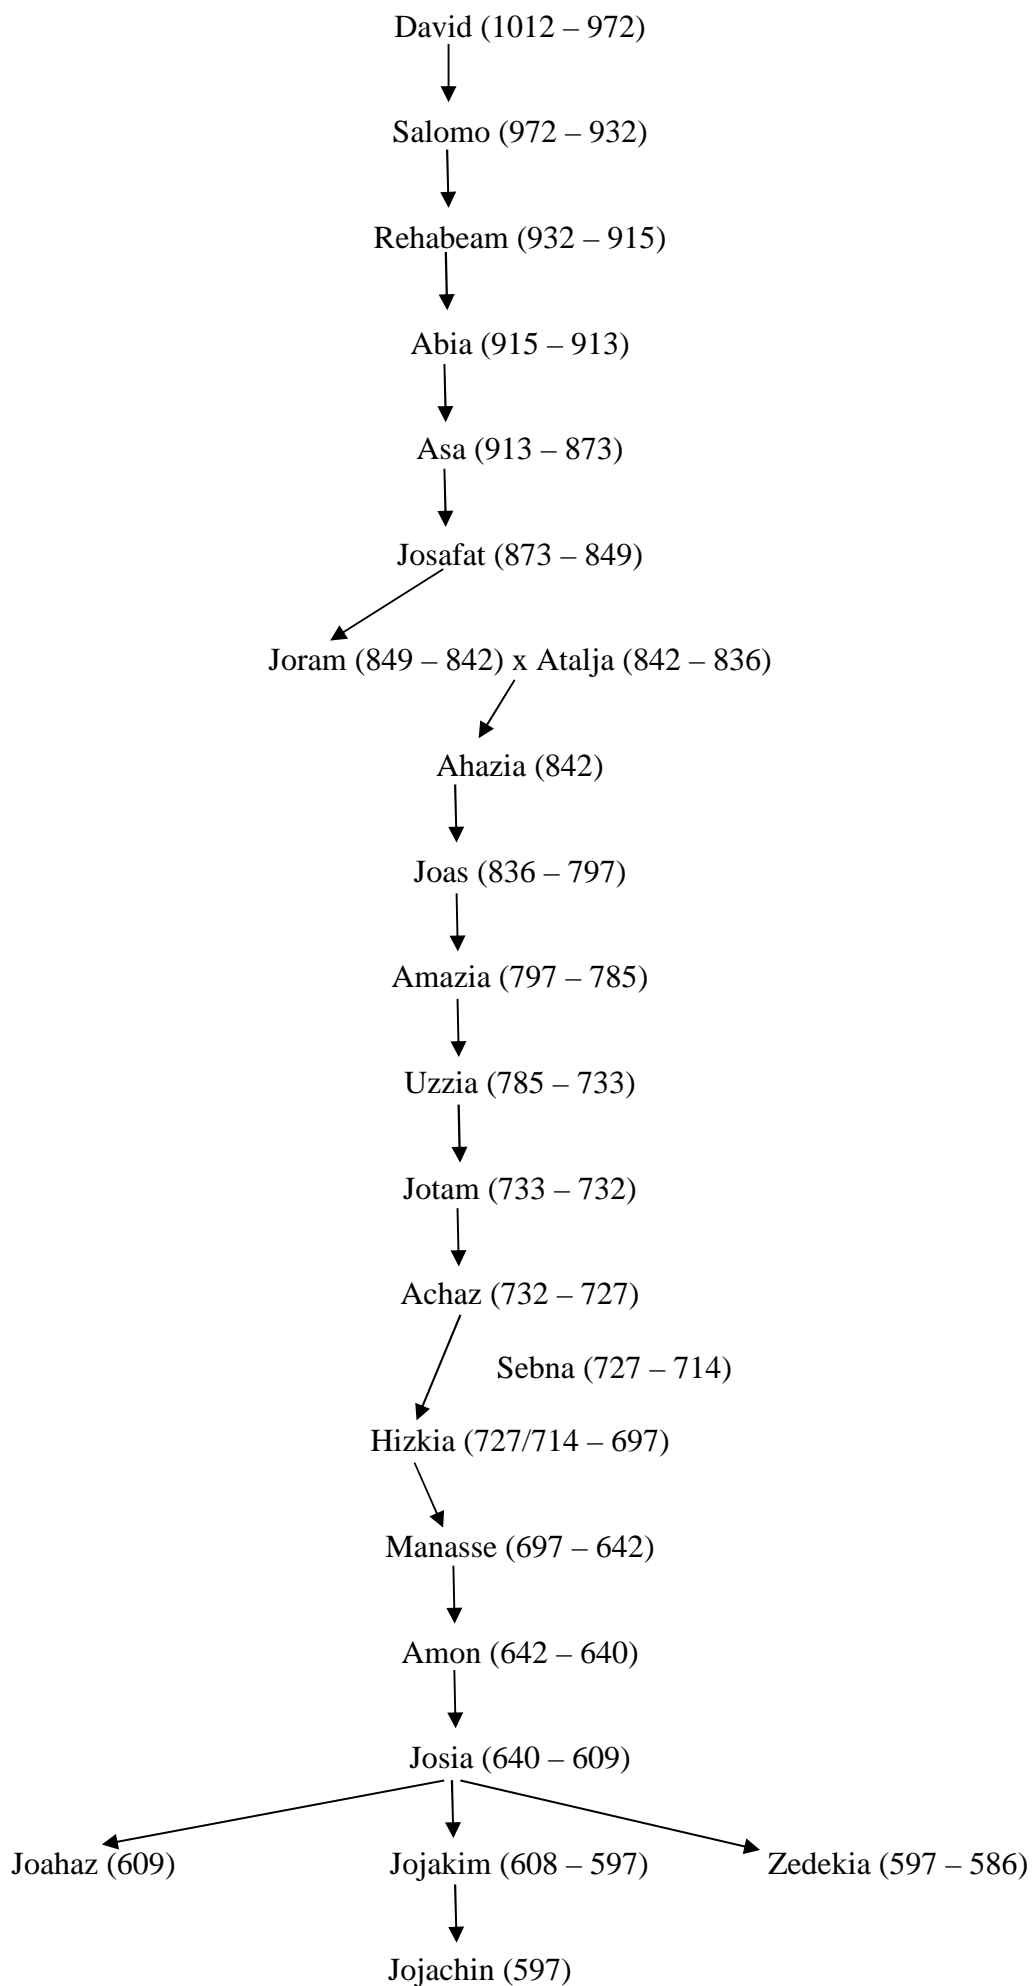 David (1012 – 972)
Salomo (972 – 932)
Rehabeam (932 – 915)
Abia (915 – 913)
Asa (913 – 873)
Josafat (873 – 849)
Joram (849 – 842) x Atalja (842 – 836)
Ahazia (842)
Joas (836 – 797)
Amazia (797 – 785)
Uzzia (785 – 733)
Jotam (733 – 732)
Achaz (732 – 727)
Sebna (727 – 714)
Hizkia (727/714 – 697)
Manasse (697 – 642)
Amon (642 – 640)
Josia (640 – 609)
Joahaz (609) Jojakim (608 – 597) Zedekia (597 – 586)
Jojachin (597)